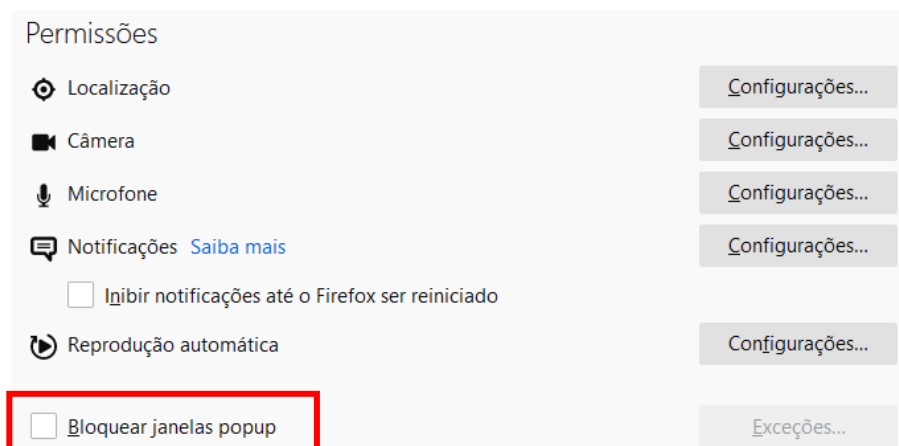 Permissões
Localização Configurações...
Câmera Configurações...
Microfone Configurações...
Notificações Saiba mais Configurações...
Inibir notificações até o Firefox ser reiniciado
Reprodução automática Configurações...
Bloquear janelas popup Exceções...